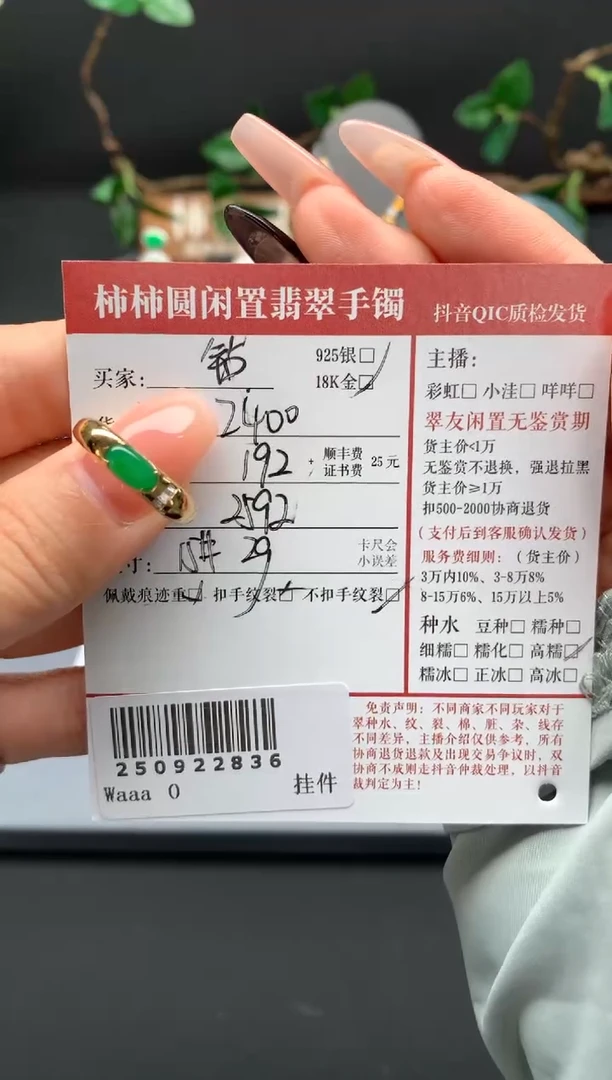 柿柿圆闲置翡翠手镯
抖音QIC质检发货
买家:
钻
925银□
18K金□
2400
192
+ 顺丰费
证书费 25元
2592
寸:
15# 29
卡尺会
小误差
佩戴痕迹重□ 扣手纹裂□ 不扣手纹裂□
主播:
彩虹□ 小洼□ 咩咩□
翠友闲置无鉴赏期
货主价<1万
无鉴赏不退换，强退拉黑
货主价≥1万
扣500-2000协商退货
(支付后到客服确认发货)
服务费细则:(货主价)
3万内10%、3-8万8%
8-15万6%、15万以上5%
种水 豆种□ 糯种□
细糯□ 糯化□ 高糯□
糯冰□ 正冰□ 高冰□
250922836
Waaa 0
挂件
免责声明: 不同商家不同玩家对于
翠种水、纹、裂、棉、脏、杂、线存
不同差异，主播介绍仅供参考，所有
协商退货退款及出现交易争议时，双
协商不成则走抖音仲裁处理，以抖音
裁判定为主!